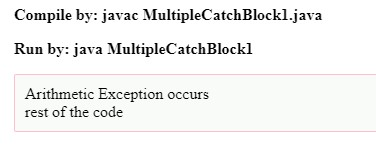 Compile by: javac MultipleCatchBlock1.java
Run by: java MultipleCatchBlock1
Arithmetic Exception occurs
rest of the code